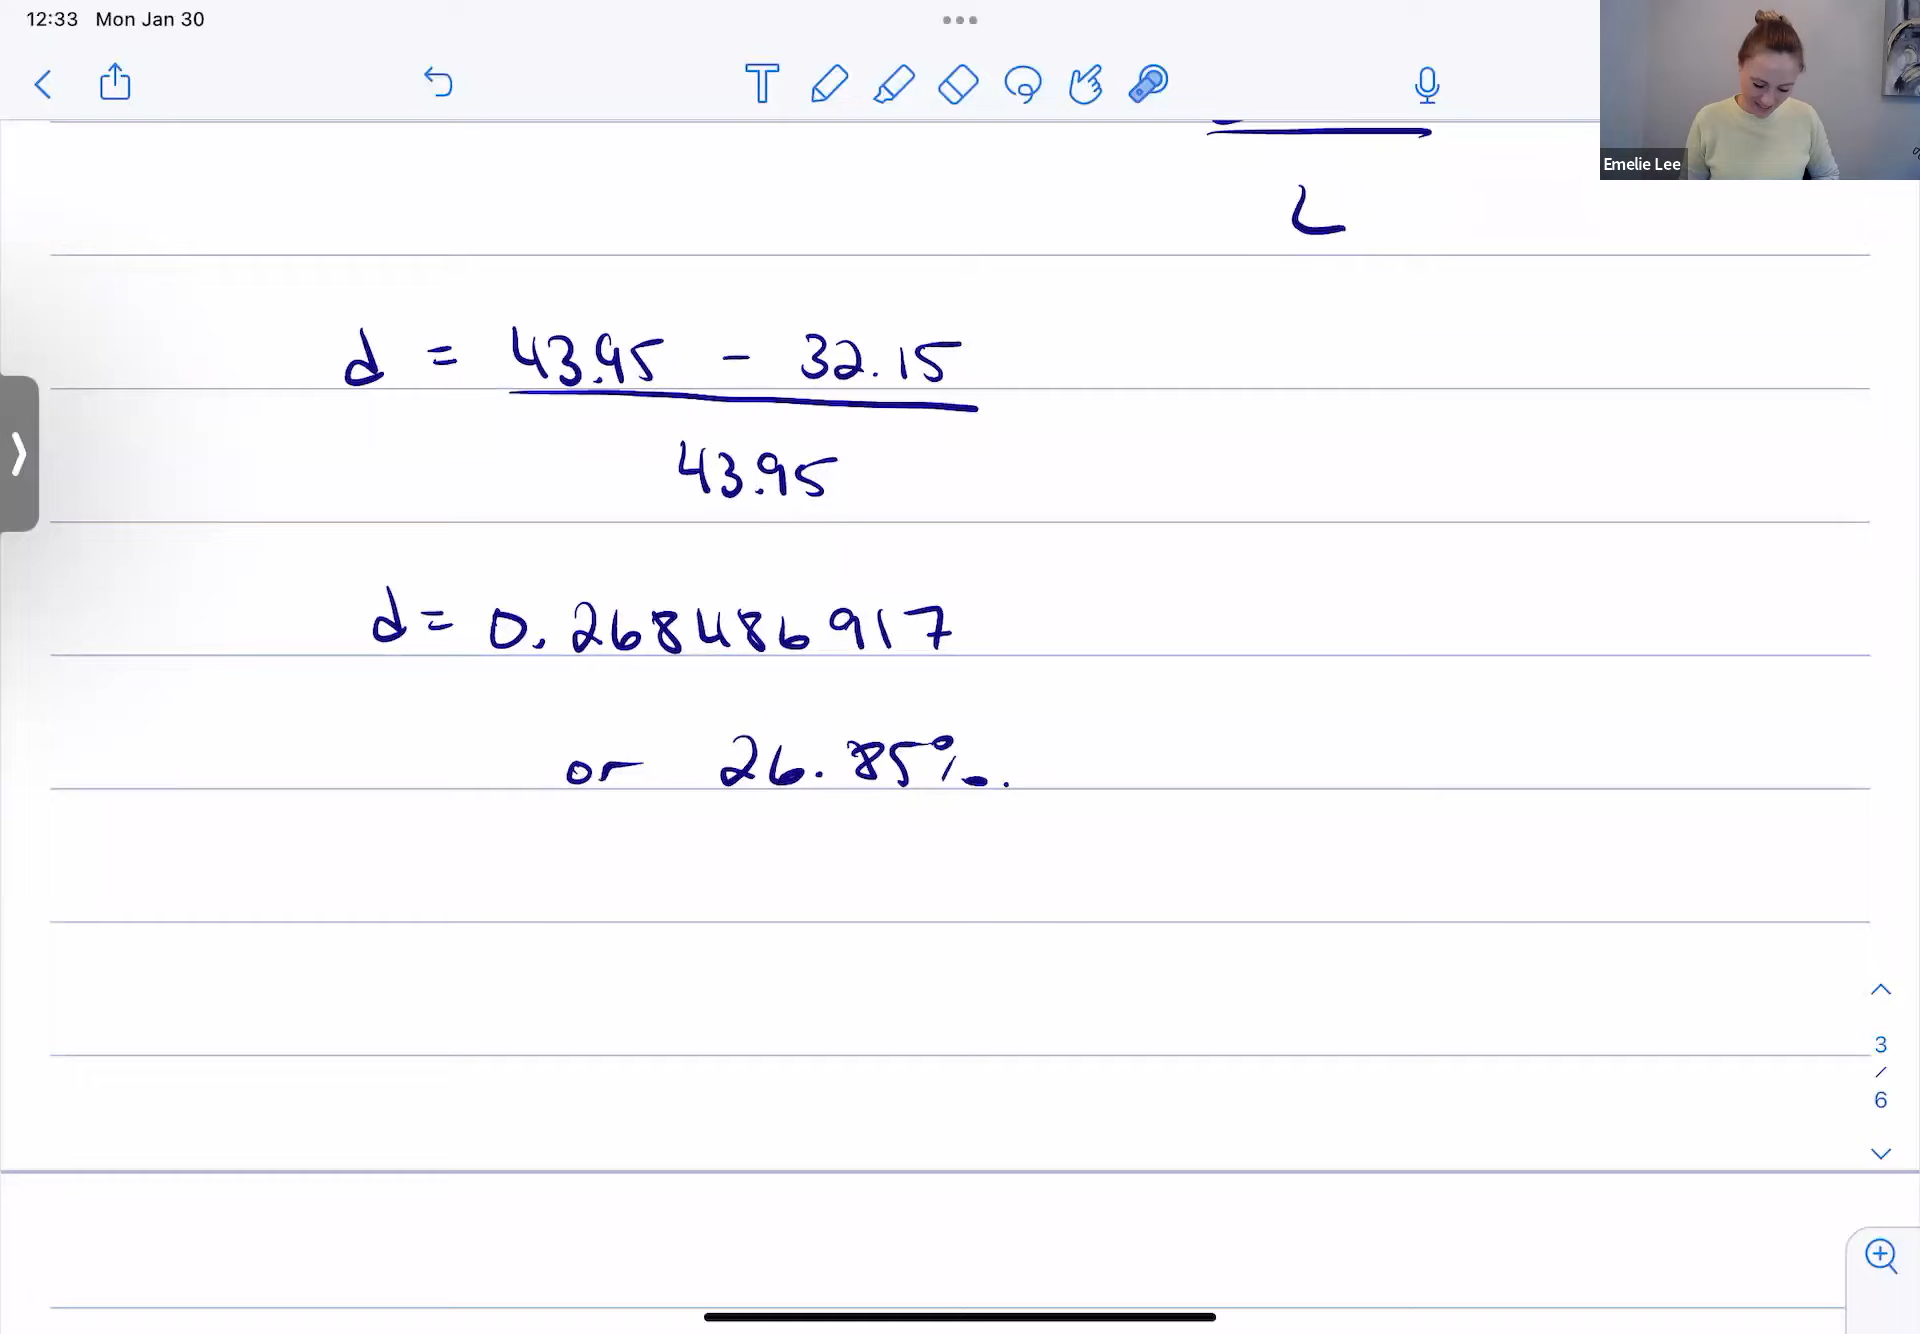 12:33 Mon Jan 30
T
Emelie Lee
L
d = 43.95 - 32.15
43.95
d = 0.268486917
or 26.85%.
3
/
6